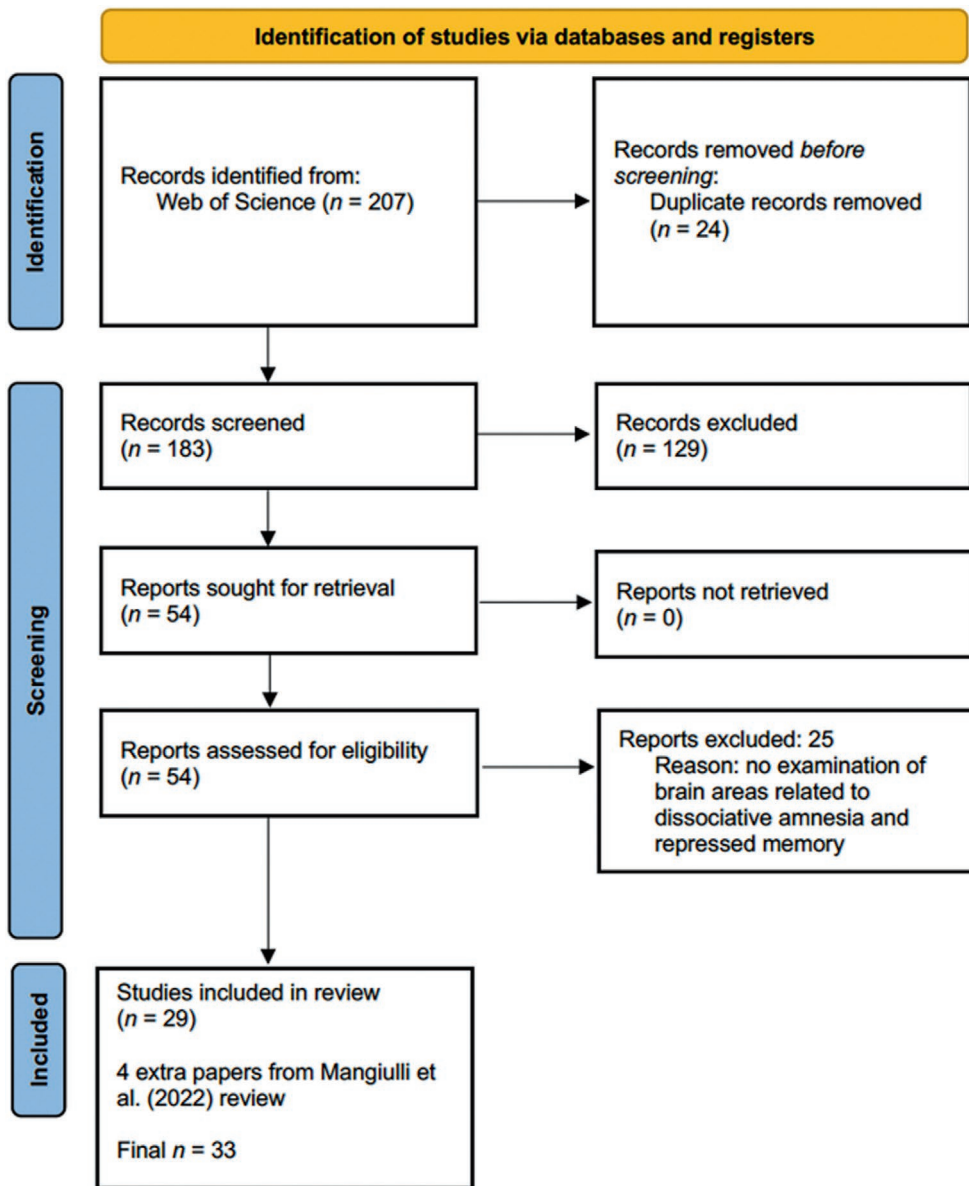 Identification of studies via databases and registers
Identification
Records identified from:
Web of Science (n = 207)
Records removed before
screening:
Duplicate records removed
(n = 24)
Screening
Records screened
(n = 183)
Records excluded
(n = 129)
Reports sought for retrieval
(n = 54)
Reports not retrieved
(n = 0)
Reports assessed for eligibility
(n = 54)
Reports excluded: 25
Reason: no examination of
brain areas related to
dissociative amnesia and
repressed memory
Included
Studies included in review
(n = 29)
4 extra papers from Mangiulli et
al. (2022) review
Final n = 33